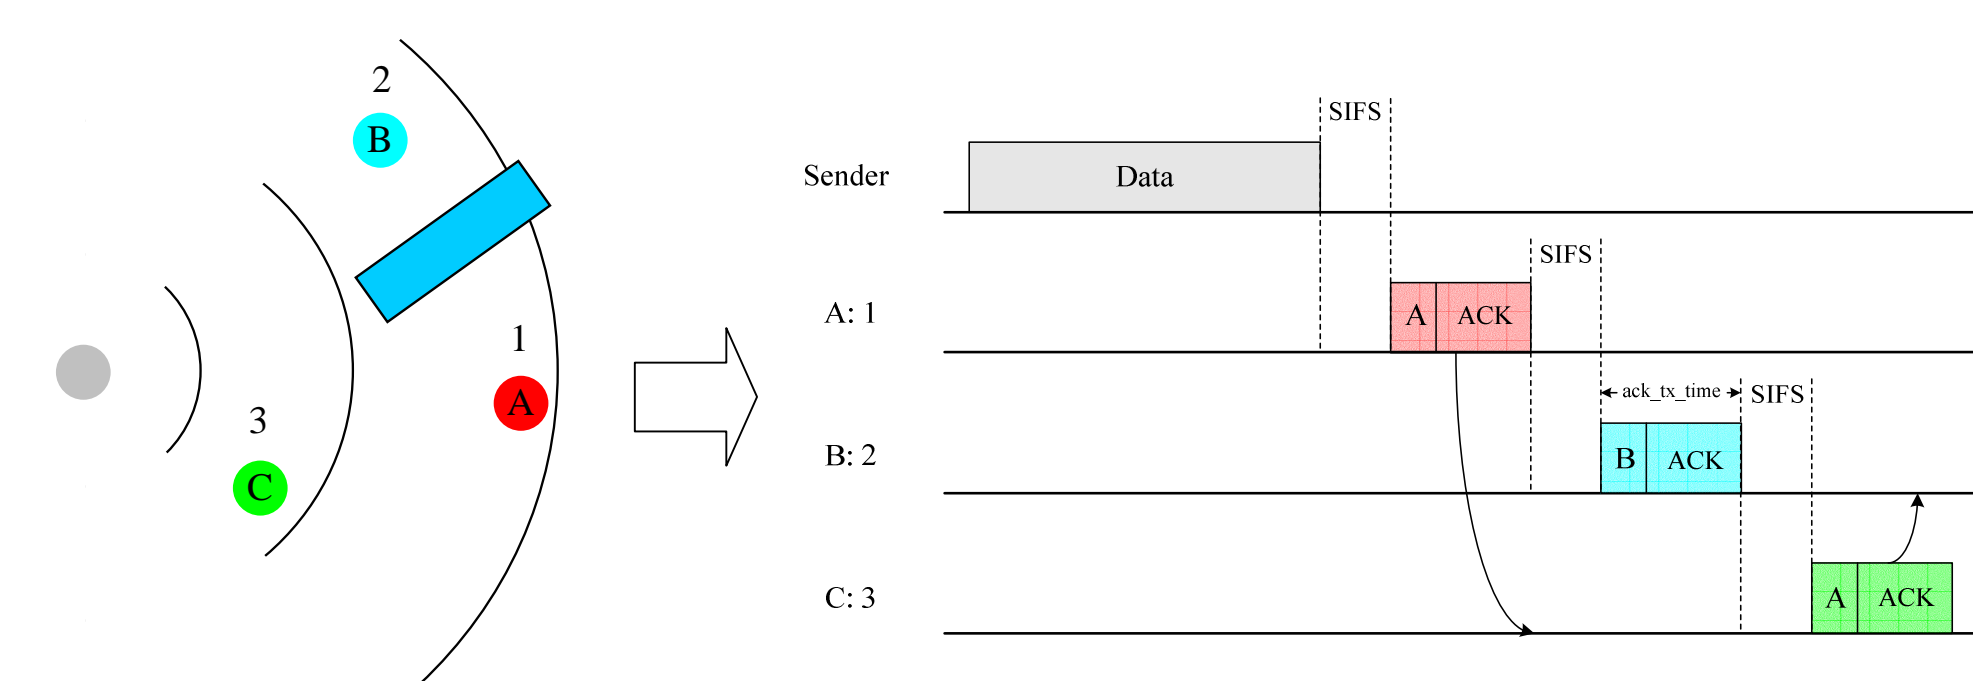 2
B
1
A
3
C
SIFS
Sender
Data
SIFS
A: 1
A ACK
ack_tx_time
SIFS
B: 2
B ACK
C: 3
A ACK